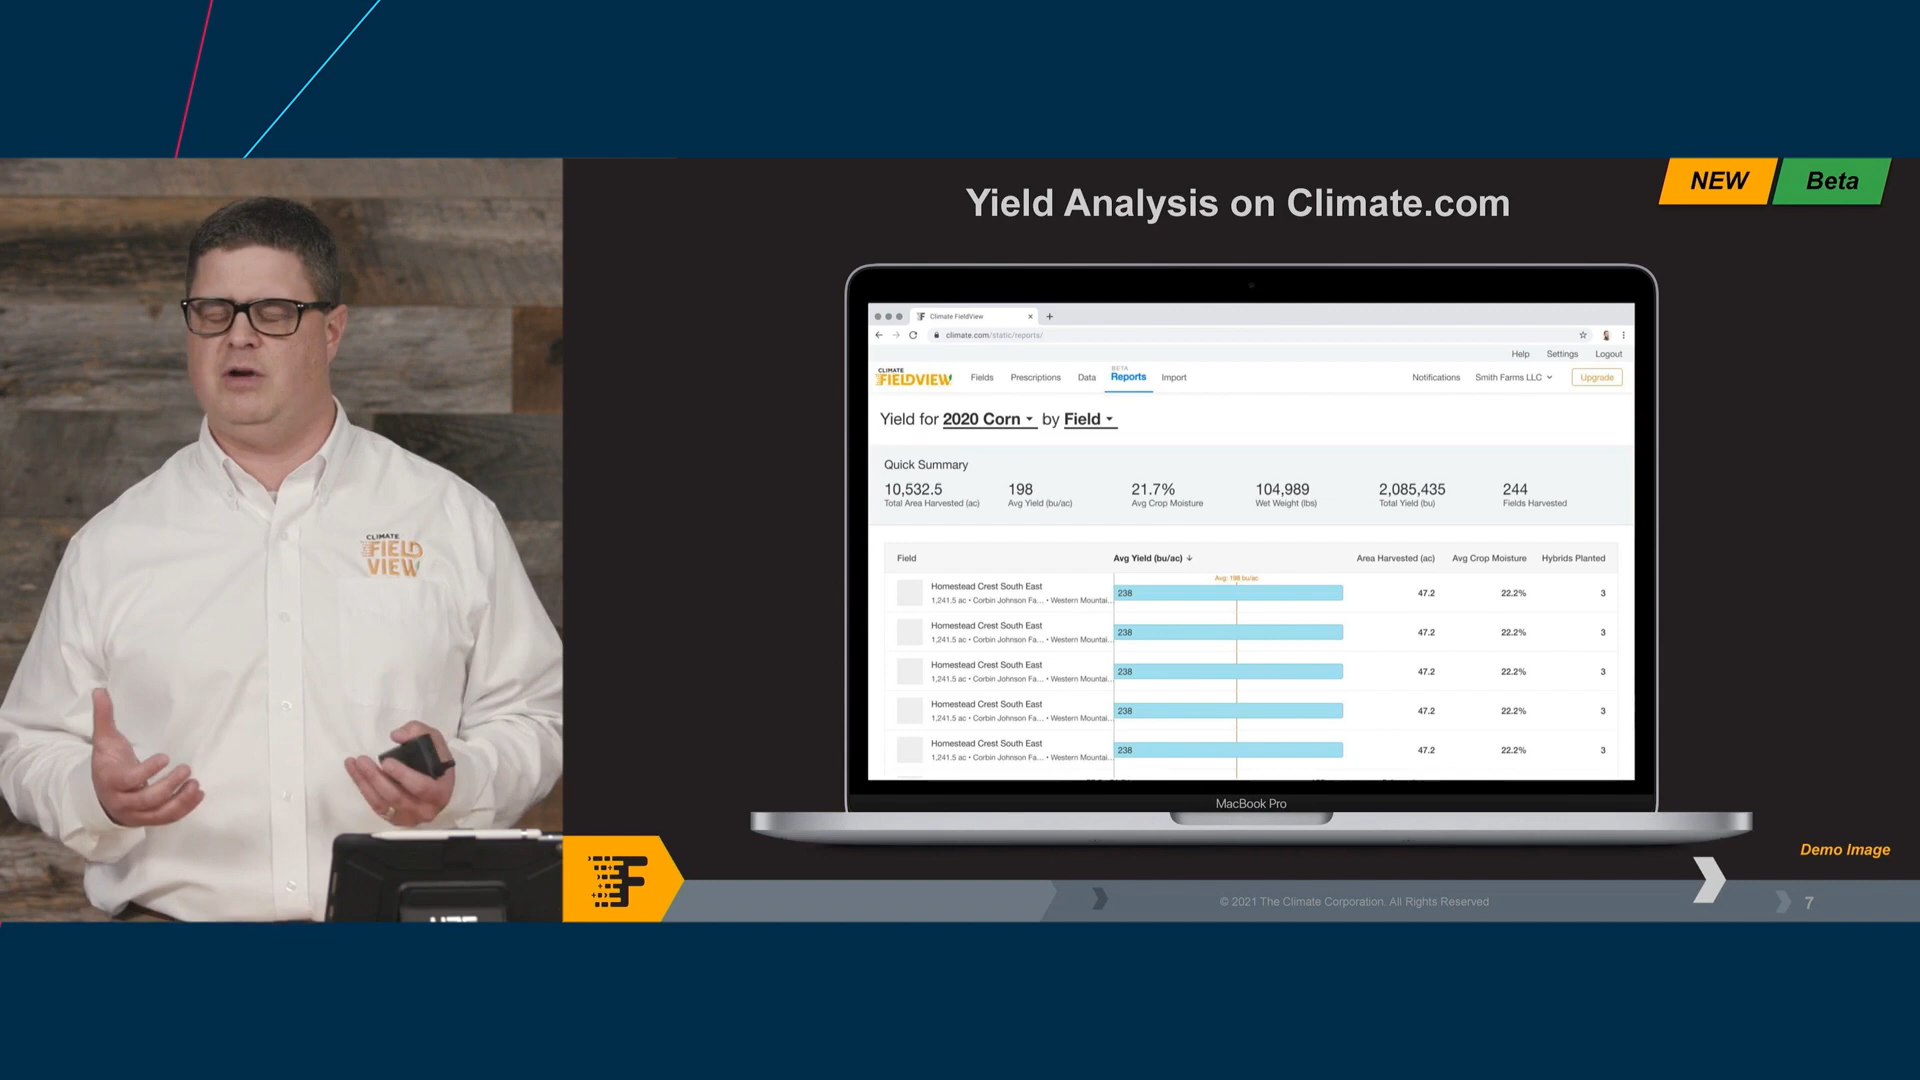 Yield Analysis on Climate.com
NEW
Beta
Climate FieldView
climate.com/static/reports/
Help Settings Logout
CLIMATE
FIELDVIEW
Fields Prescriptions Data BETA Reports Import
Notifications Smith Farms LLC Upgrade
Yield for 2020 Corn by Field
Quick Summary
10,532.5 198 21.7% 104,989 2,085,435 244
Total Area Harvested (ac) Avg Yield (bu/ac) Avg Crop Moisture Wet Weight (lbs) Total Yield (bu) Fields Harvested
Field Avg Yield (bu/ac) Area Harvested (ac) Avg Crop Moisture Hybrids Planted
Avg: 198 bu/ac
Homestead Crest South East
1,241.5 ac • Corbin Johnson Fa... • Western Mountai...
238 47.2 22.2% 3
Homestead Crest South East
1,241.5 ac • Corbin Johnson Fa... • Western Mountai...
238 47.2 22.2% 3
Homestead Crest South East
1,241.5 ac • Corbin Johnson Fa... • Western Mountai...
238 47.2 22.2% 3
Homestead Crest South East
1,241.5 ac • Corbin Johnson Fa... • Western Mountai...
238 47.2 22.2% 3
Homestead Crest South East
1,241.5 ac • Corbin Johnson Fa... • Western Mountai...
238 47.2 22.2% 3
MacBook Pro
Demo Image
© 2021 The Climate Corporation. All Rights Reserved
7
CLIMATE
FIELD
VIEW